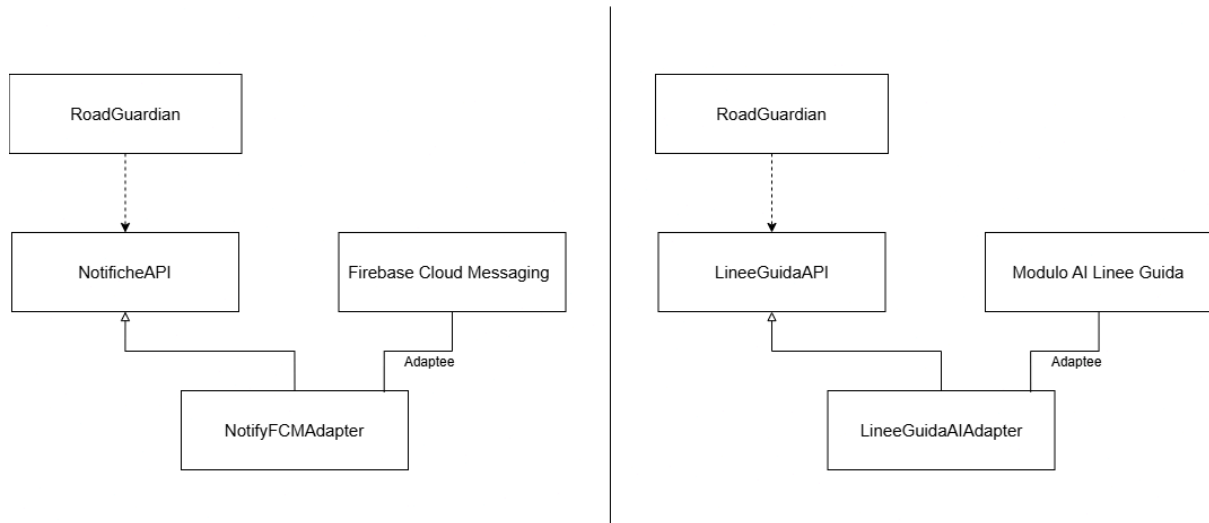 RoadGuardian
NotificheAPI
Firebase Cloud Messaging
Adaptee
NotifyFCMAdapter
RoadGuardian
LineeGuidaAPI
Modulo AI Linee Guida
Adaptee
LineeGuidaAIAdapter